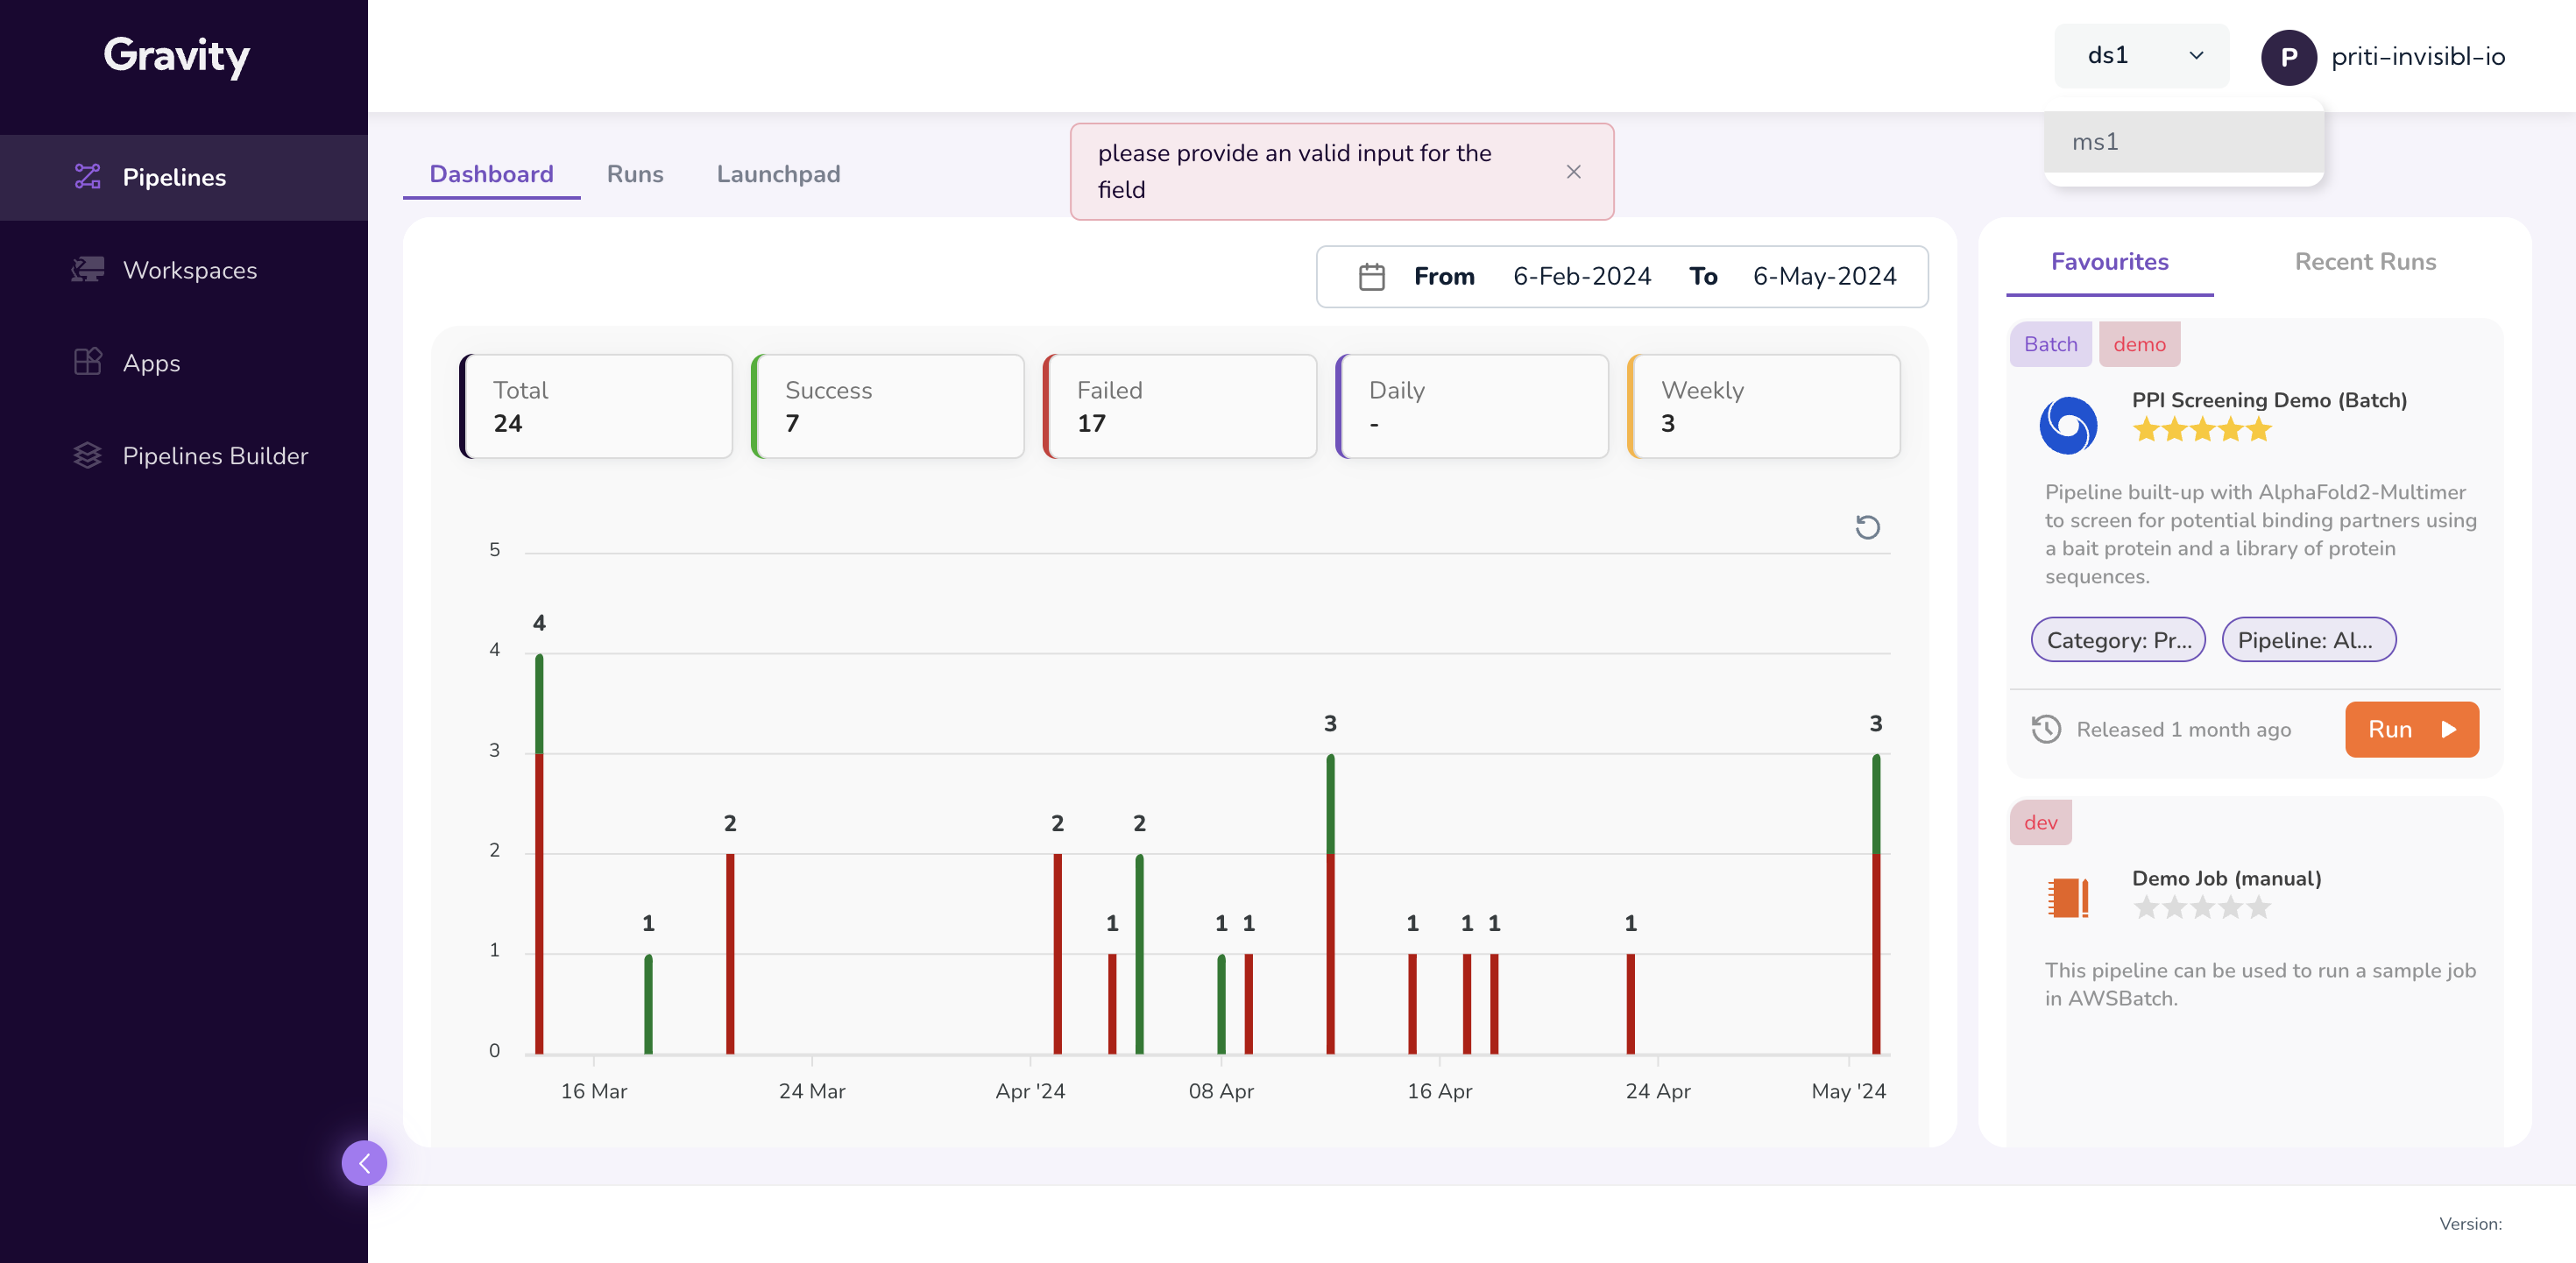 Gravity
ds1
P
priti-invisbl-io
ms1
Pipelines
Workspaces
Apps
Pipelines Builder
Dashboard
Runs
Launchpad
please provide an valid input for the
field
From 6-Feb-2024 To 6-May-2024
Total
24
Success
7
Failed
17
Daily
-
Weekly
3
5
4
3
2
1
0
4
1
2
2
1
2
1
1
3
1
1
1
1
3
16 Mar
24 Mar
Apr '24
08 Apr
16 Apr
24 Apr
May '24
Favourites
Recent Runs
Batch
demo
PPI Screening Demo (Batch)
Pipeline built-up with AlphaFold2-Multimer
to screen for potential binding partners using
a bait protein and a library of protein
sequences.
Category: Pr...
Pipeline: Al...
Released 1 month ago
Run
dev
Demo Job (manual)
This pipeline can be used to run a sample job
in AWSBatch.
Version: